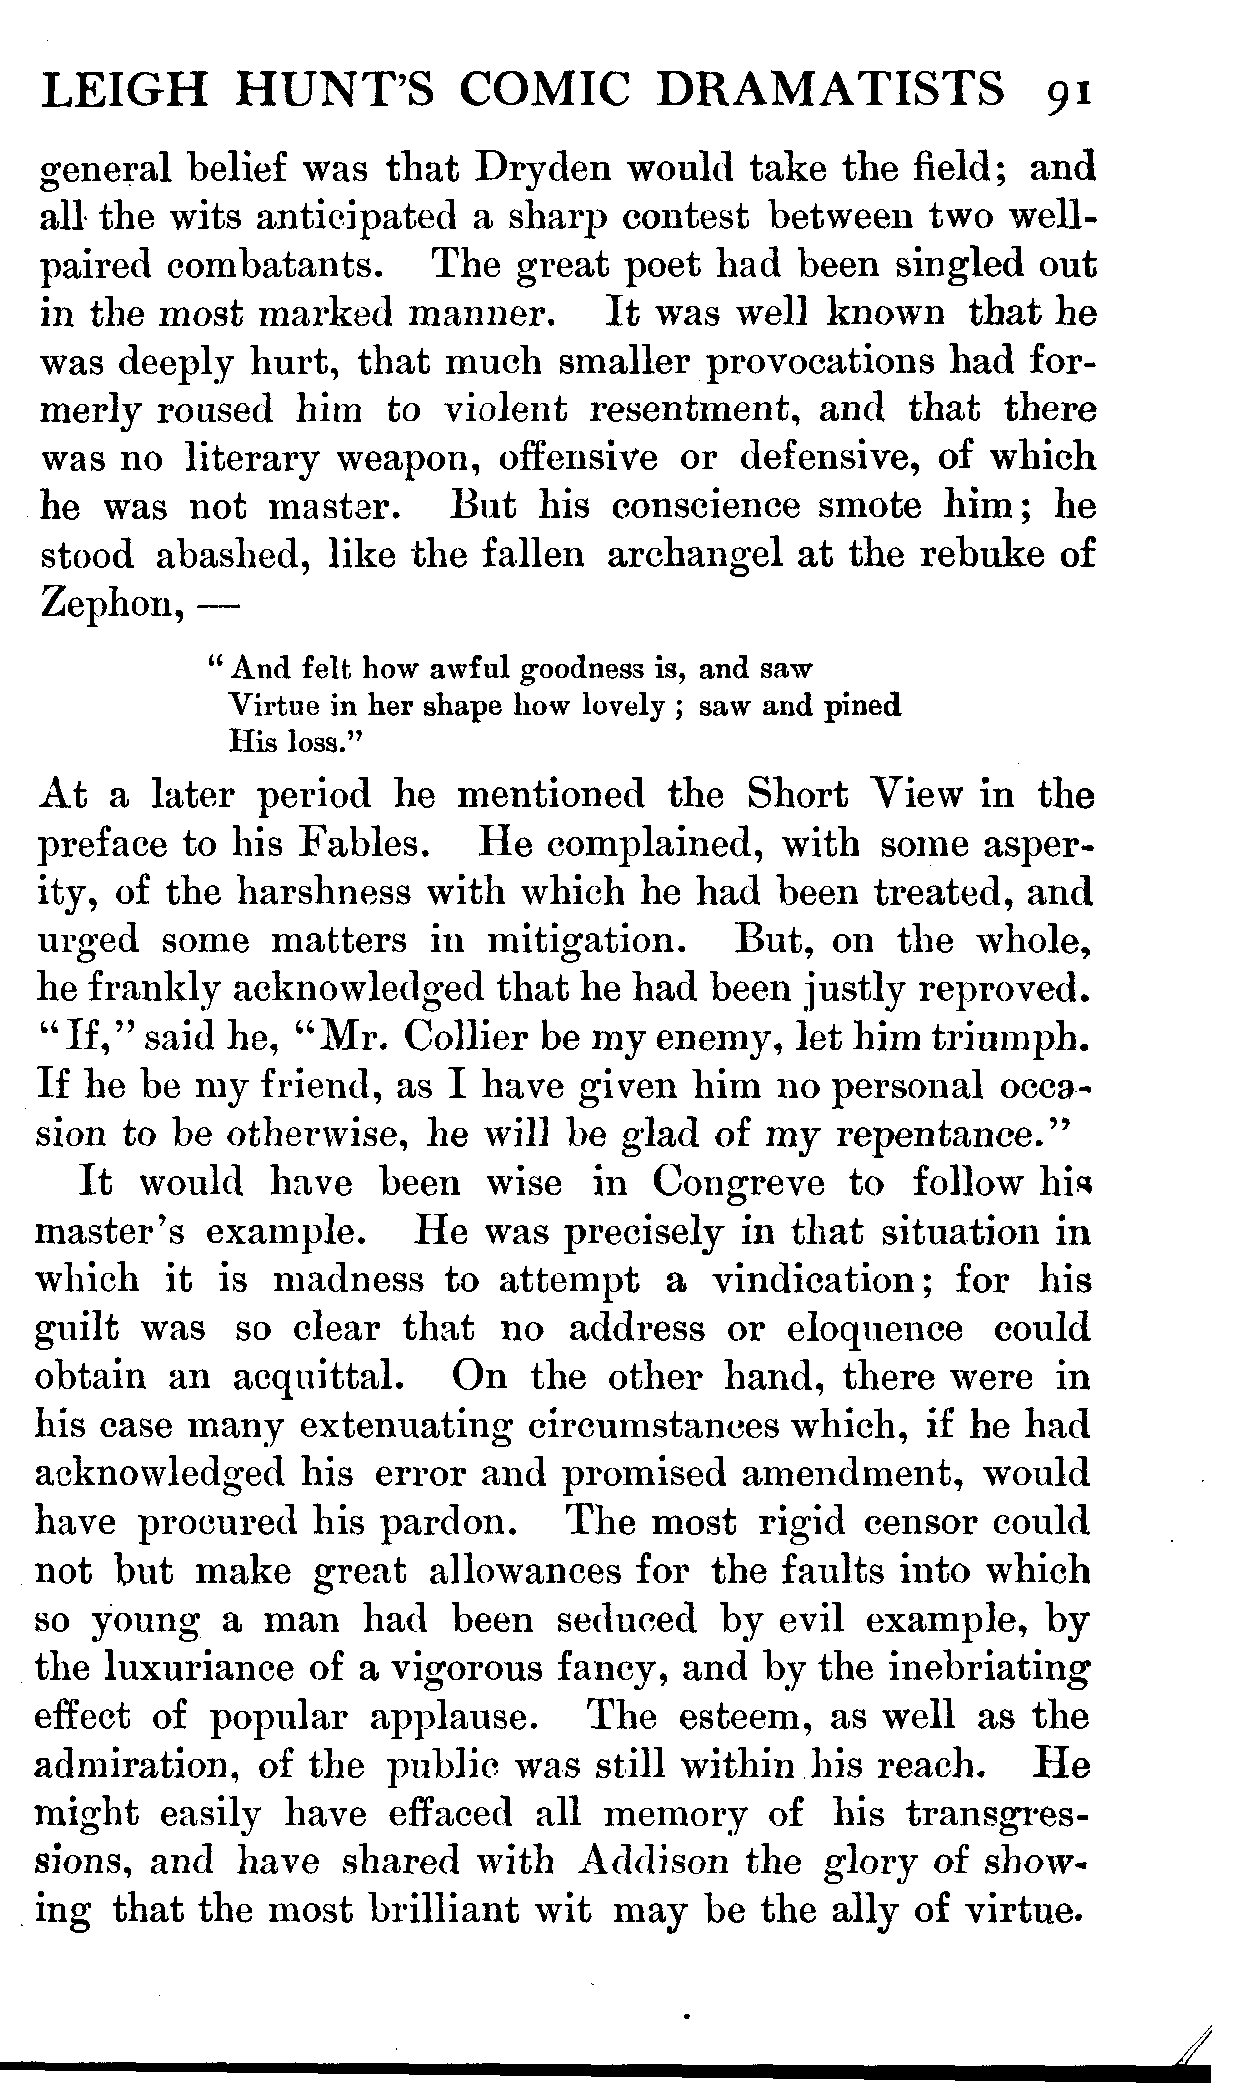 LEIGH HUNT'S COMIC DRAMATISTS 91
general belief was that Dryden would take the field; and
all the wits anticipated a sharp contest between two well-
paired combatants. The great poet had been singled out
in the most marked manner. It was well known that he
was deeply hurt, that much smaller provocations had for-
merly roused him to violent resentment, and that there
was no literary weapon, offensive or defensive, of which
he was not master. But his conscience smote him; he
stood abashed, like the fallen archangel at the rebuke of
Zephon, —
"And felt how awful goodness is, and saw
Virtue in her shape how lovely; saw and pined
His loss."
At a later period he mentioned the Short View in the
preface to his Fables. He complained, with some asper-
ity, of the harshness with which he had been treated, and
urged some matters in mitigation. But, on the whole,
he frankly acknowledged that he had been justly reproved.
"If," said he, "Mr. Collier be my enemy, let him triumph.
If he be my friend, as I have given him no personal occa-
sion to be otherwise, he will be glad of my repentance."
It would have been wise in Congreve to follow his
master's example. He was precisely in that situation in
which it is madness to attempt a vindication; for his
guilt was so clear that no address or eloquence could
obtain an acquittal. On the other hand, there were in
his case many extenuating circumstances which, if he had
acknowledged his error and promised amendment, would
have procured his pardon. The most rigid censor could
not but make great allowances for the faults into which
so young a man had been seduced by evil example, by
the luxuriance of a vigorous fancy, and by the inebriating
effect of popular applause. The esteem, as well as the
admiration, of the public was still within his reach. He
might easily have effaced all memory of his transgres-
sions, and have shared with Addison the glory of show-
ing that the most brilliant wit may be the ally of virtue.